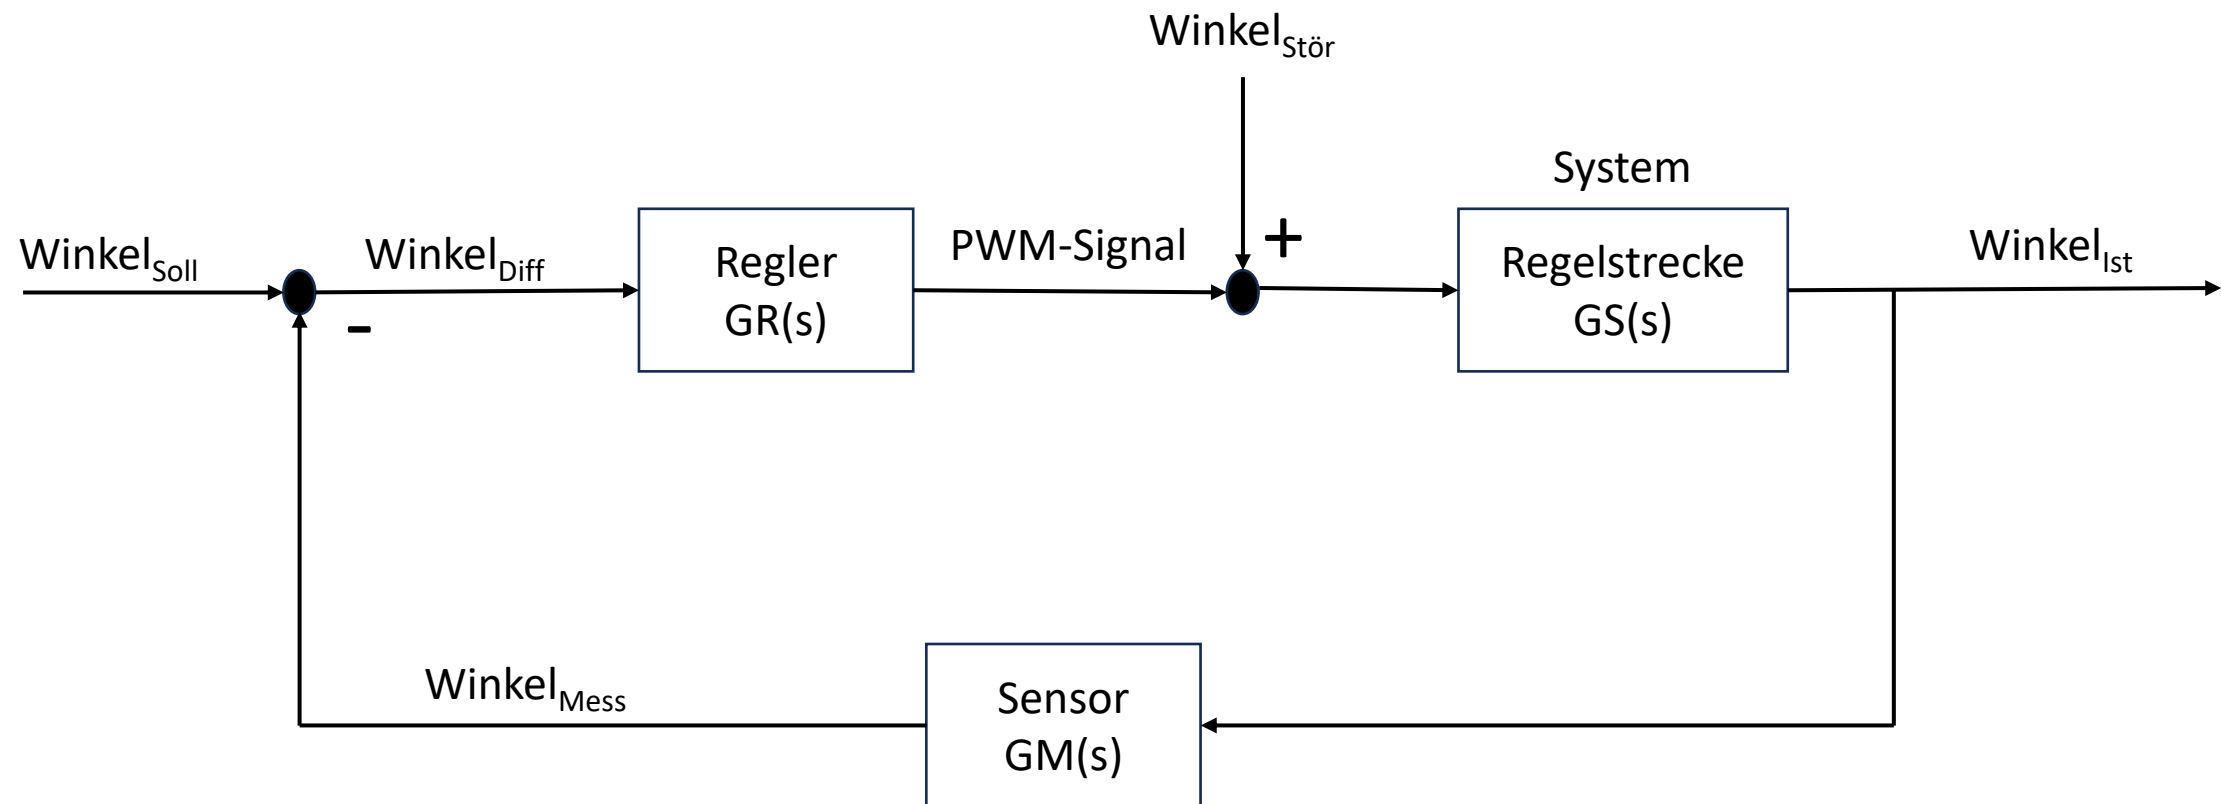 Winkel_Stör
System
Winkel_Soll
Winkel_Diff
Regler
GR(s)
PWM-Signal
+
Regelstrecke
GS(s)
Winkel_Ist
-
Winkel_Mess
Sensor
GM(s)